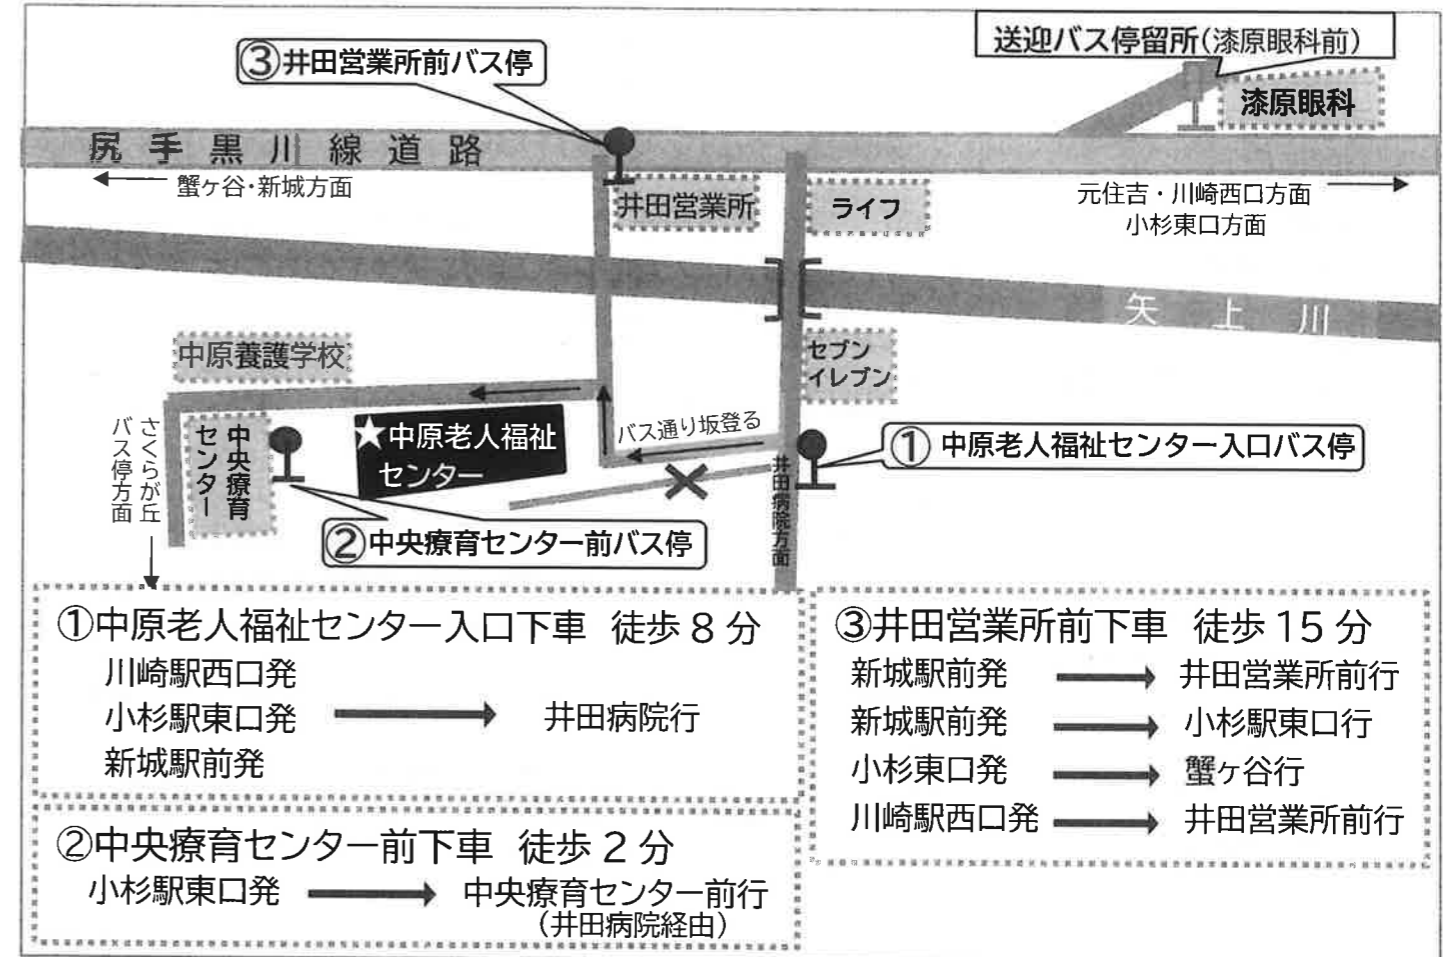 送迎バス停留所(漆原眼科前)
③井田営業所前バス停
漆原眼科
尻手黒川線道路
蟹ヶ谷・新城方面
井田営業所
ライフ
元住吉・川崎西口方面
小杉東口方面
矢上川
中原養護学校
セブン
イレブン
さくらが丘
バス停方面
中央療育
センター
★中原老人福祉
センター
バス通り坂登る
①中原老人福祉センター入口バス停
井田病院方面
②中央療育センター前バス停
①中原老人福祉センター入口下車 徒歩8分
川崎駅西口発
小杉駅東口発 → 井田病院行
新城駅前発
②中央療育センター前下車 徒歩2分
小杉駅東口発 → 中央療育センター前行
(井田病院経由)
③井田営業所前下車 徒歩15分
新城駅前発 → 井田営業所前行
新城駅前発 → 小杉駅東口行
小杉東口発 → 蟹ヶ谷行
川崎駅西口発 → 井田営業所前行